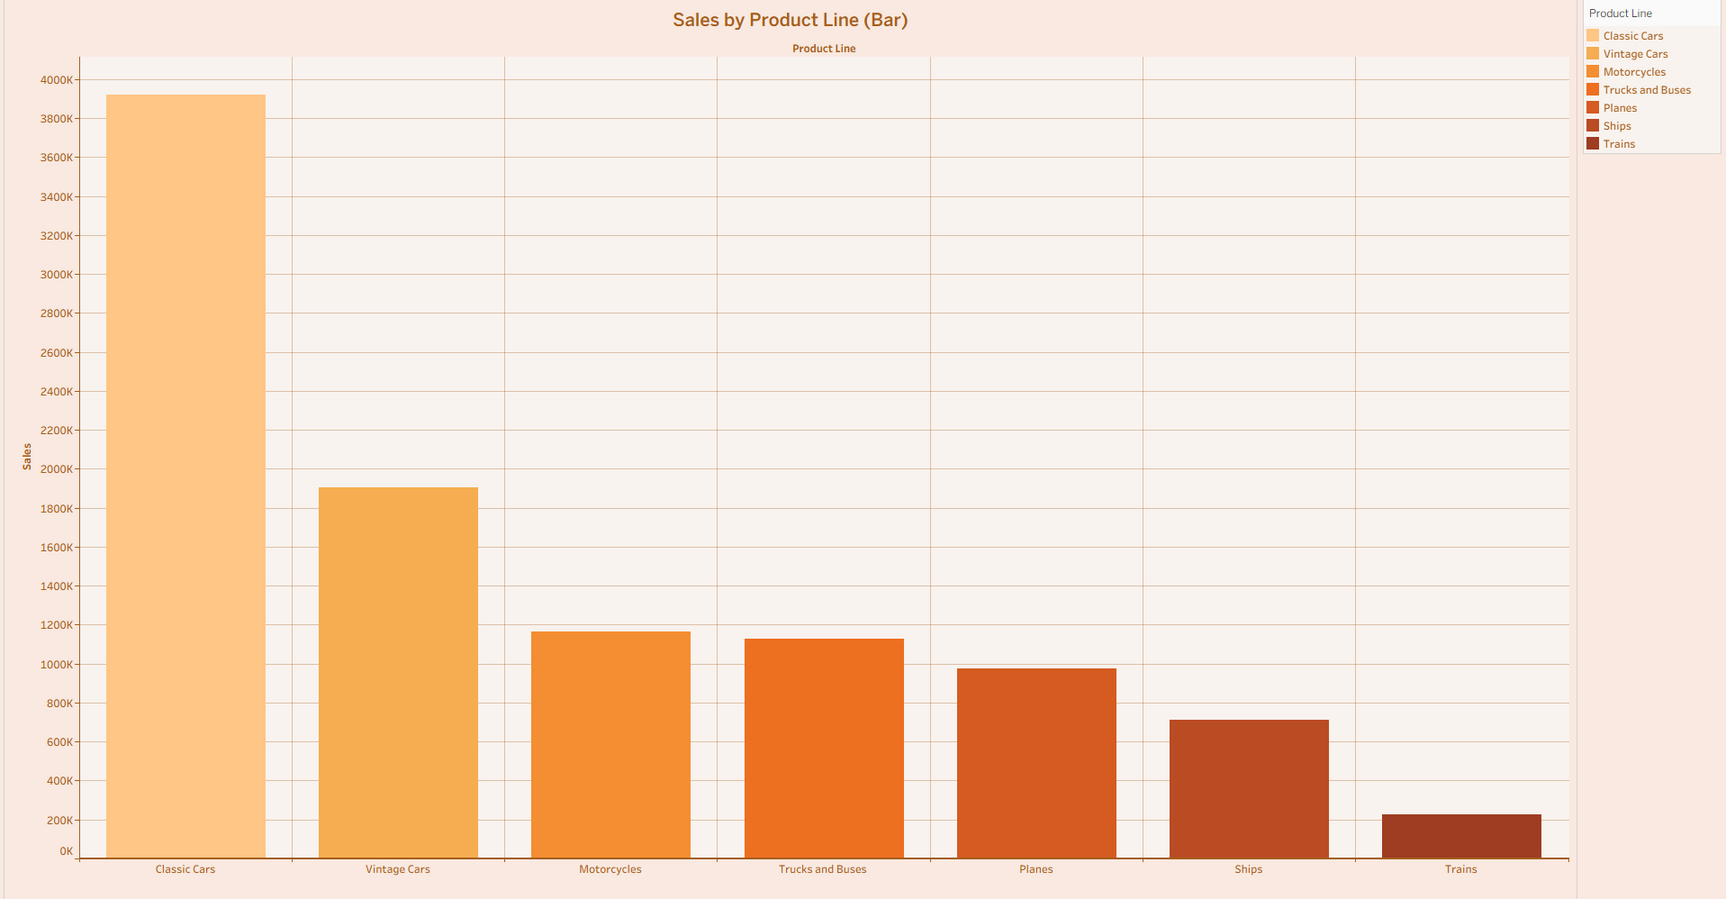 Sales by Product Line (Bar)
Product Line
4000K
3800K
3600K
3400K
3200K
3000K
2800K
2600K
2400K
2200K
2000K
1800K
1600K
1400K
1200K
1000K
800K
600K
400K
200K
0K
Sales
Classic Cars
Vintage Cars
Motorcycles
Trucks and Buses
Planes
Ships
Trains
Product Line
Classic Cars
Vintage Cars
Motorcycles
Trucks and Buses
Planes
Ships
Trains